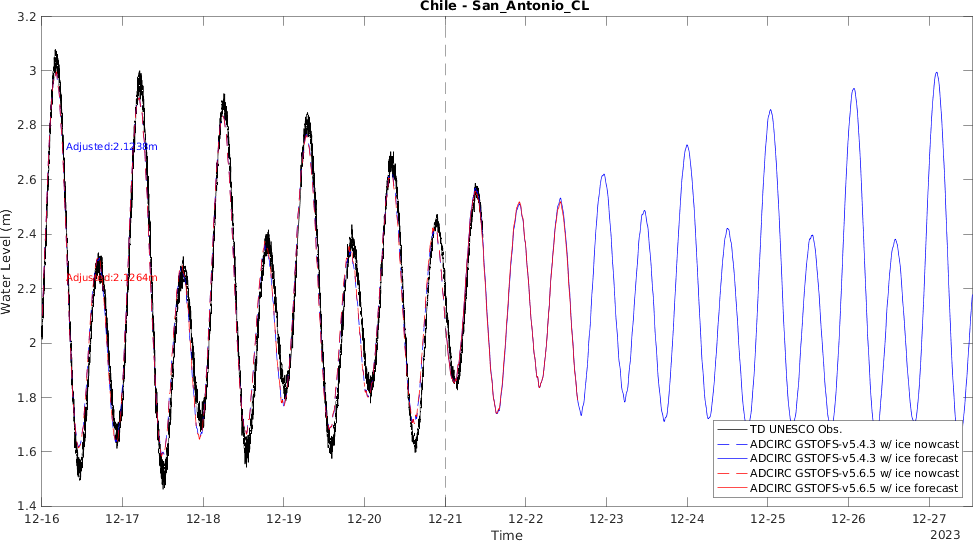 Chile - San_Antonio_CL
3.2
3
2.8
2.6
2.4
2.2
2
1.8
1.6
1.4
Water Level (m)
Adjusted:2.1238m
Adjusted:2.1264m
TD UNESCO Obs.
ADCIRC GSTOFS-v5.4.3 w/ ice nowcast
ADCIRC GSTOFS-v5.4.3 w/ ice forecast
ADCIRC GSTOFS-v5.6.5 w/ ice nowcast
ADCIRC GSTOFS-v5.6.5 w/ ice forecast
12-16 12-17 12-18 12-19 12-20 12-21 12-22 12-23 12-24 12-25 12-26 12-27
2023
Time